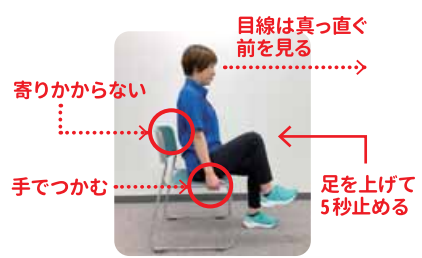 目線は真っ直ぐ
前を見る
寄りかからない
手でつかむ
足を上げて
5秒止める